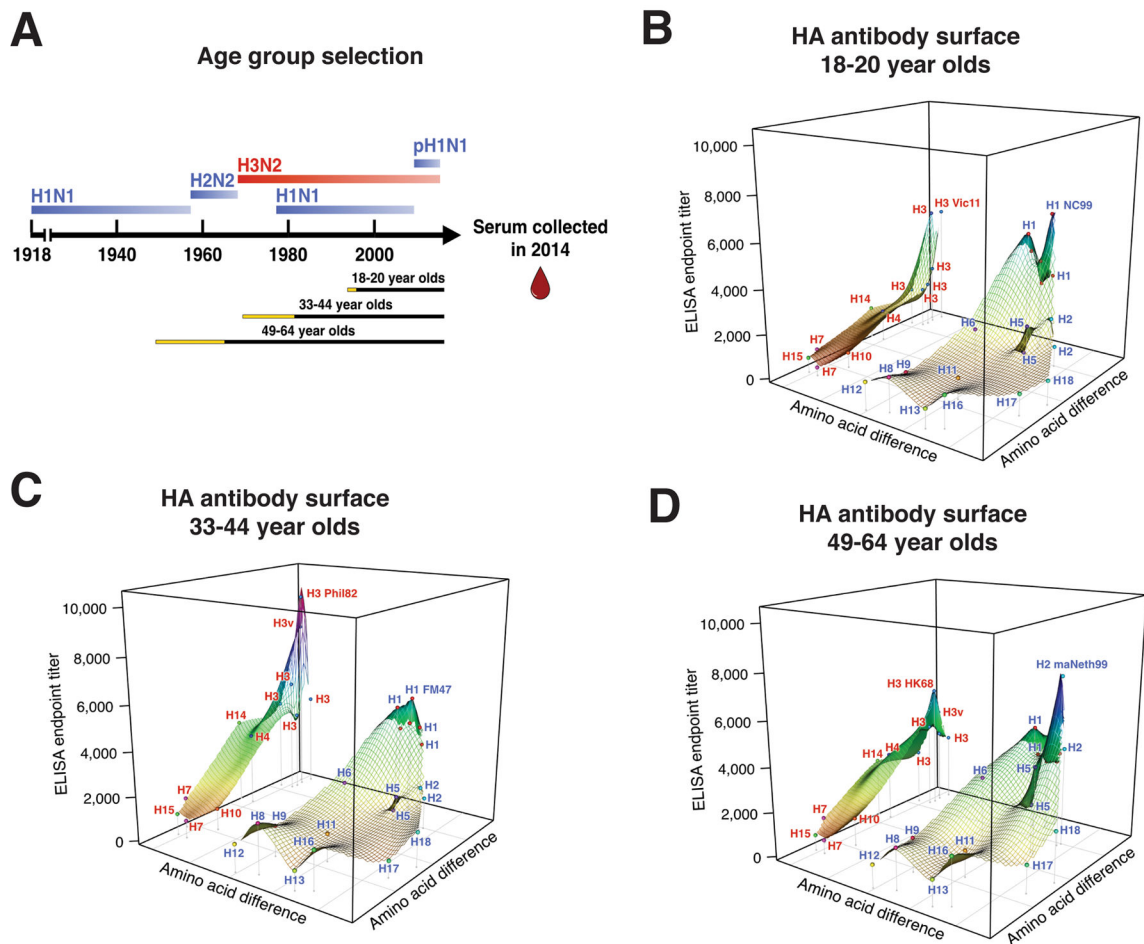 A
Age group selection
pH1N1
H3N2
H2N2
H1N1
H1N1
Serum collected
in 2014
1918
1940
1960
1980
2000
18-20 year olds
33-44 year olds
49-64 year olds
B
HA antibody surface
18-20 year olds
10,000
8,000
6,000
4,000
2,000
0
ELISA endpoint titer
H3
H3 Vic11
H1 NC99
H1
H3
H1
H3
H3
H3
H14
H4
H6
H5
H2
H7
H15
H10
H7
H9
H8
H11
H5
H2
H12
H18
H13
H16
H17
Amino acid difference
Amino acid difference
C
HA antibody surface
33-44 year olds
10,000
8,000
6,000
4,000
2,000
0
ELISA endpoint titer
H3 Phil82
H3v
H3
H3
H3
H1
H1 FM47
H14
H3
H1
H4
H1
H6
H7
H2
H5
H2
H15
H10
H7
H8
H9
H11
H5
H12
H16
H18
H13
H17
Amino acid difference
Amino acid difference
D
HA antibody surface
49-64 year olds
10,000
8,000
6,000
4,000
2,000
0
ELISA endpoint titer
H2 maNeth99
H3 HK68
H3v
H3
H1
H3
H14
H4
H3
H1
H2
H6
H5
H7
H5
H15
H10
H7
H9
H8
H11
H18
H12
H16
H17
H13
Amino acid difference
Amino acid difference